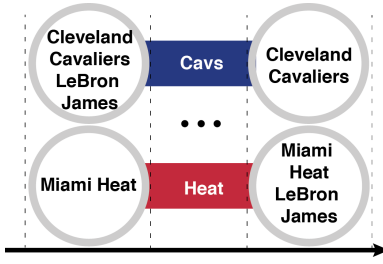 Cleveland
Cavaliers
LeBron
James
Cavs
Cleveland
Cavaliers
...
Miami Heat
Heat
Miami
Heat
LeBron
James